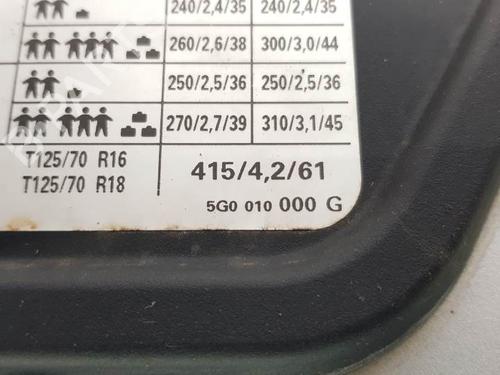 240/2,4/35 240/2,4/35
260/2,6/38 300/3,0/44
250/2,5/36 250/2,5/36
270/2,7/39 310/3,1/45
T125/70 R16
T125/70 R18
415/4,2/61
5G0 010 000 G